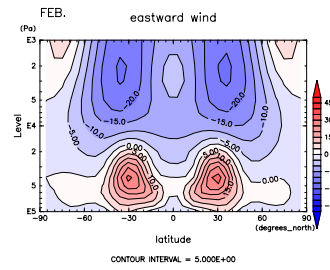 FEB.
eastward wind
(Pa)
E3
2
5
E4
2
5
E5
Level
-20.0
-20.0
-15.0
-15.0
-10.0
-10.0
-5.00
-5.00
0.00
0.00
5.00
5.00
10.0
10.0
15.0
0.00
-90 -60 -30 0 30 60 90
(degrees_north)
latitude
45
30
15
0
CONTOUR INTERVAL = 5.000E+00